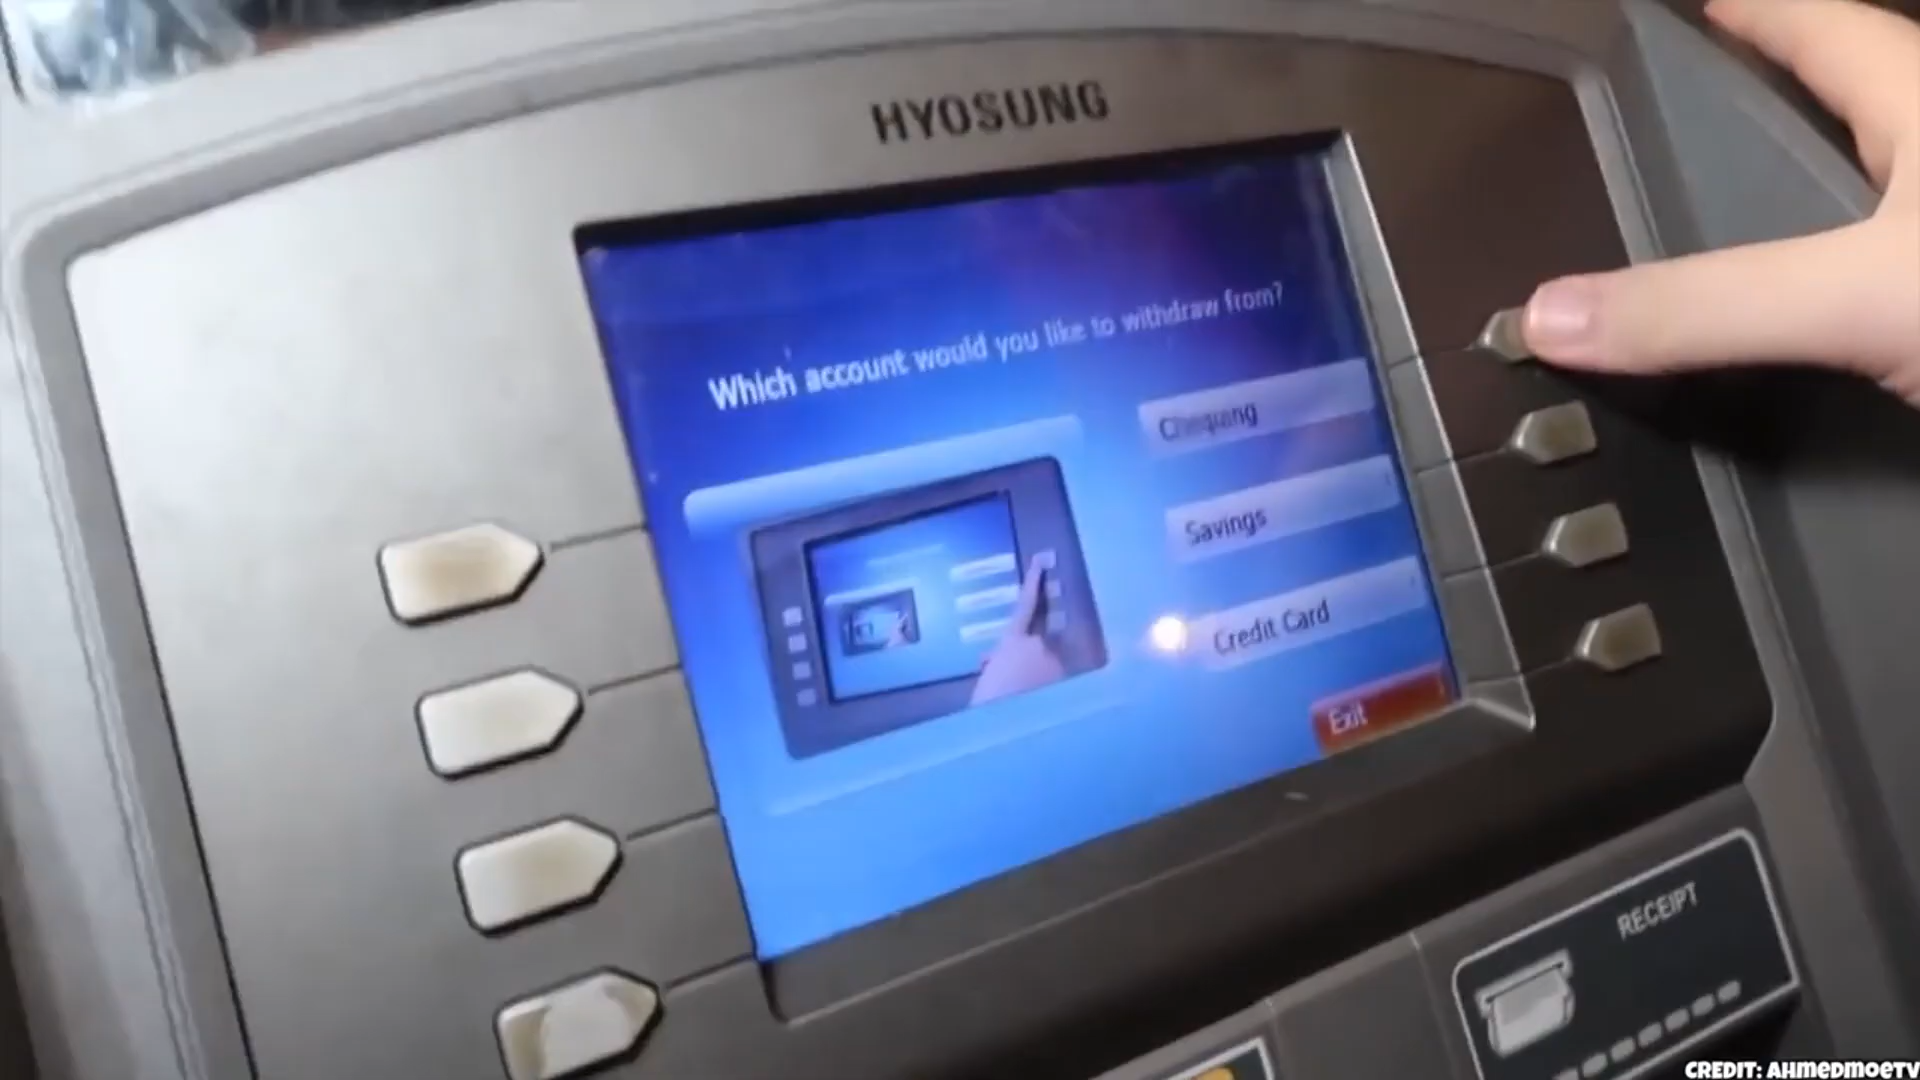 HYOSUNG
Which account would you like to withdraw from?
Chequing
Savings
Credit Card
Exit
RECEIPT
CREDIT: AHMEDMOETV